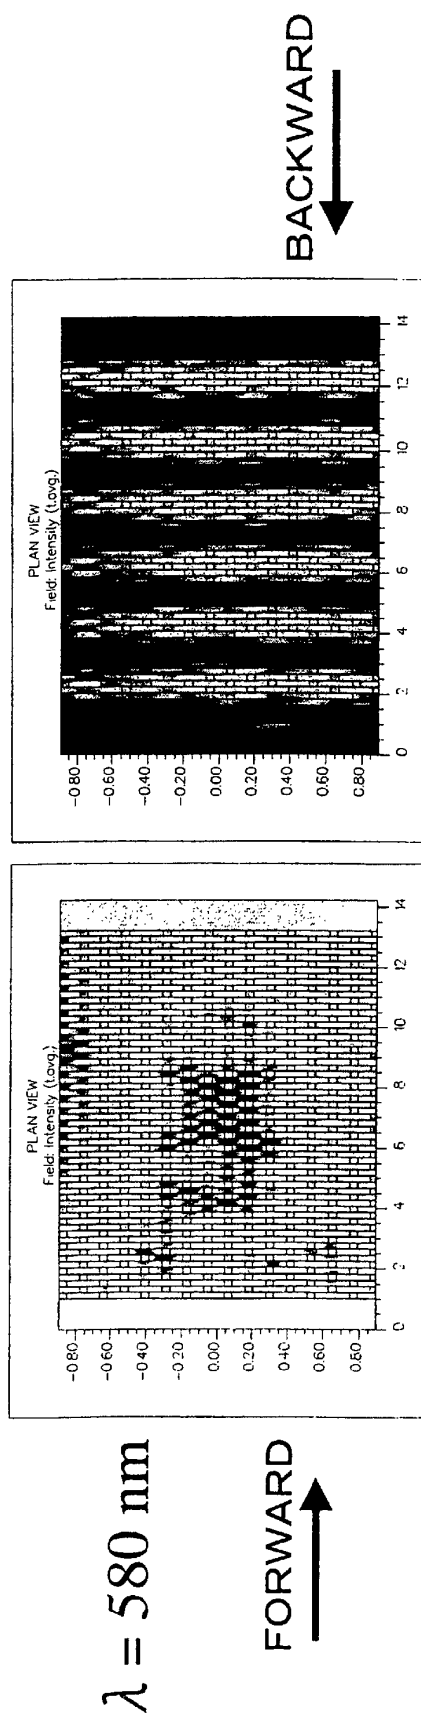 λ = 580 nm
FORWARD
PLAN VIEW
Field: Intensity (t.avg.)
-0.80
-0.60
-0.40
-0.20
0.00
0.20
0.40
0.60
0.80
0 2 4 6 8 10 12 14
PLAN VIEW
Field: Intensity (t.avg.)
-0.80
-0.60
-0.40
-0.20
0.00
0.20
0.40
0.60
0.80
0 2 4 6 8 10 12 14
BACKWARD